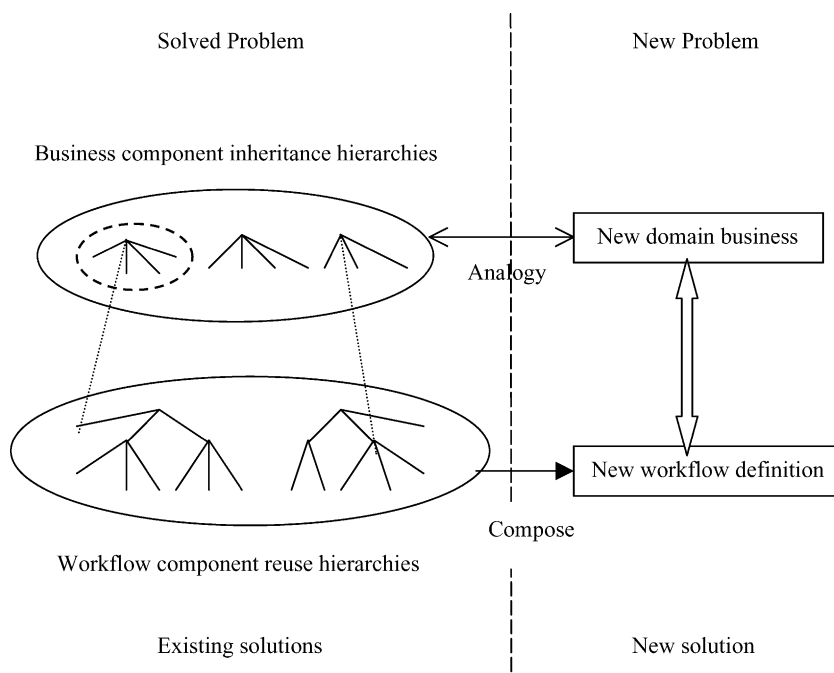 Solved Problem
New Problem
Business component inheritance hierarchies
New domain business
Analogy
New workflow definition
Compose
Workflow component reuse hierarchies
Existing solutions
New solution